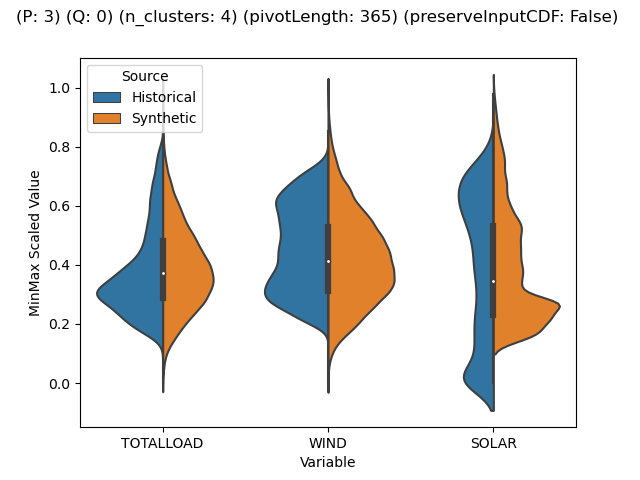 (P: 3) (Q: 0) (n_clusters: 4) (pivotLength: 365) (preserveInputCDF: False)
Source
Historical
Synthetic
MinMax Scaled Value
1.0
0.8
0.6
0.4
0.2
0.0
TOTALLOAD WIND SOLAR
Variable